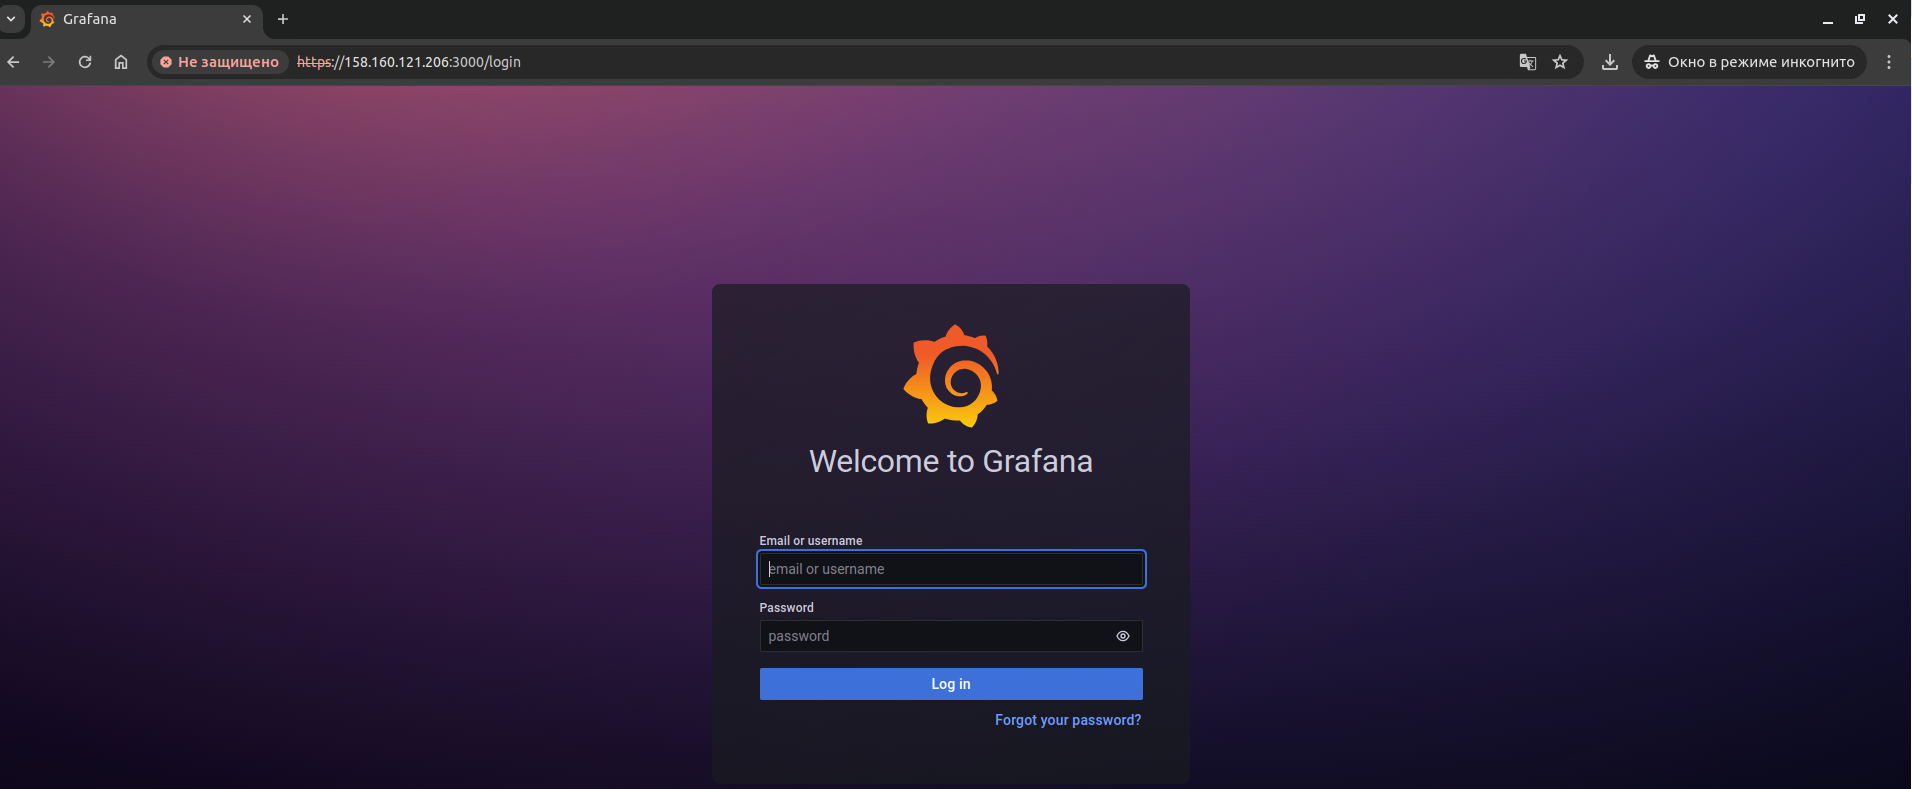 Grafana
Не защищено https://158.160.121.206:3000/login Окно в режиме инкогнито
Welcome to Grafana
Email or username
email or username
Password
password
Log in
Forgot your password?